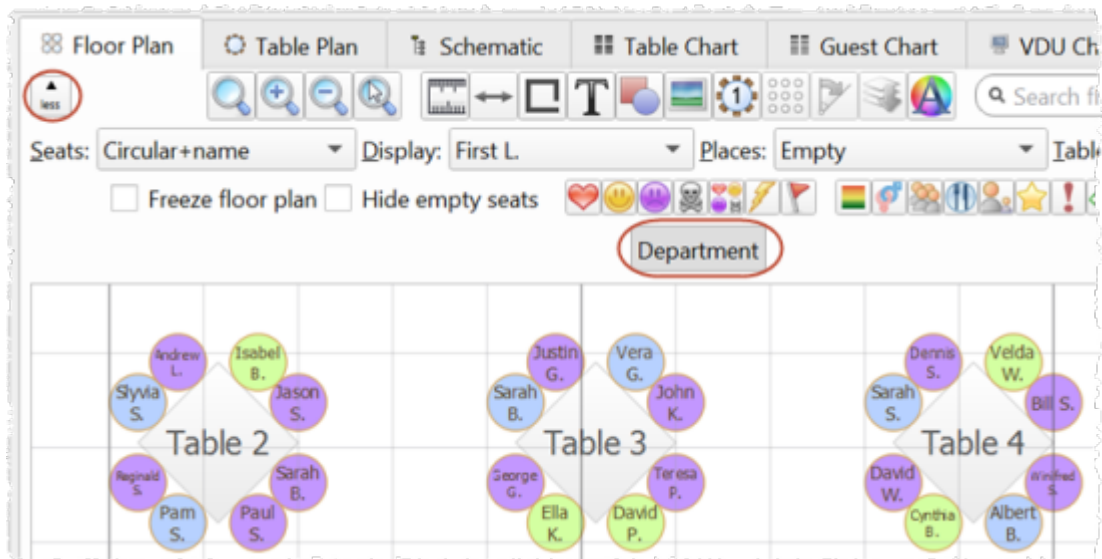 Floor Plan Table Plan Schematic Table Chart Guest Chart VDU Ch
less 1 Search f
Seats: Circular+name Display: First L. Places: Empty Tabl
Freeze floor plan Hide empty seats
Department
Andrew L. Isabel B. Justin G. Vera G. Dennis S. Velda W.
Slyvia S. Jason S. Sarah B. John K. Sarah S. Bill S.
Table 2 Table 3 Table 4
Reginald S. Sarah B. George G. Teresa P. David W. Winifred S.
Pam S. Paul S. Ella K. David P. Cynthia B. Albert B.